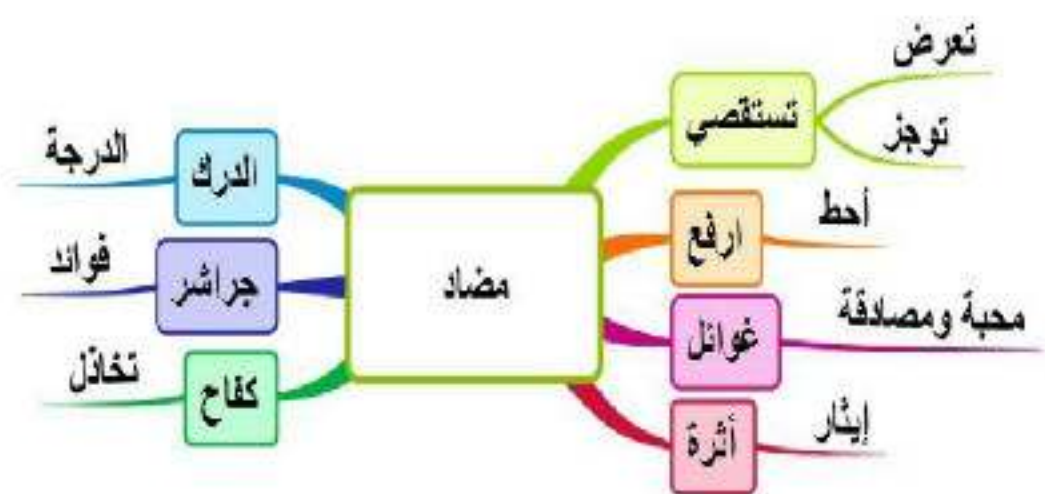 مضاد
تستقصي
تعرض
توجز
ارفع
أحط
غوائل
محبة ومصادقة
أثرة
إيثار
الدرك
الدرجة
جراشر
فوائد
كفاح
تخاذل